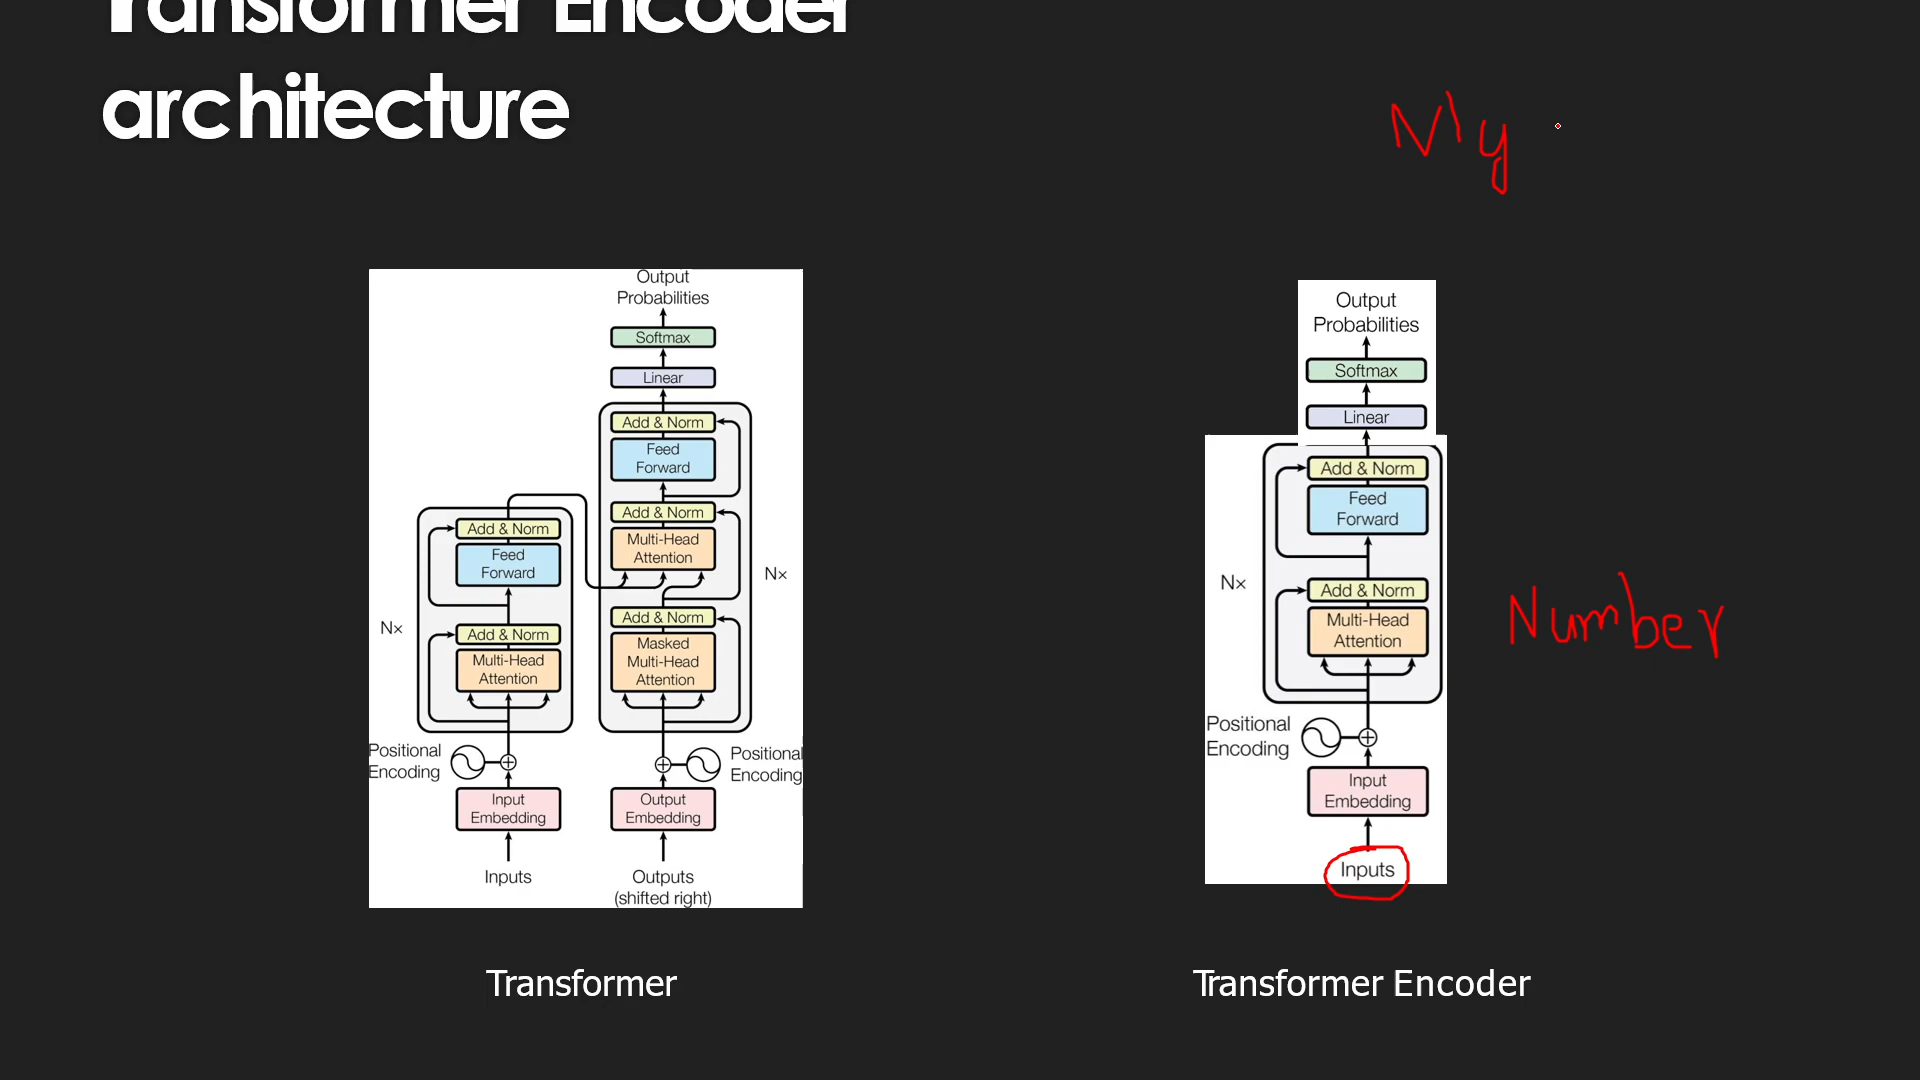 Transformer Encoder
architecture
My
Output
Probabilities
Softmax
Linear
Add & Norm
Feed
Forward
Add & Norm
Multi-Head
Attention
Nx
Add & Norm
Masked
Multi-Head
Attention
Add & Norm
Feed
Forward
Nx
Add & Norm
Multi-Head
Attention
Positional
Encoding
Positional
Encoding
Input
Embedding
Output
Embedding
Inputs
Outputs
(shifted right)
Transformer
Output
Probabilities
Softmax
Linear
Add & Norm
Feed
Forward
Nx
Add & Norm
Multi-Head
Attention
Number
Positional
Encoding
Input
Embedding
Inputs
Transformer Encoder